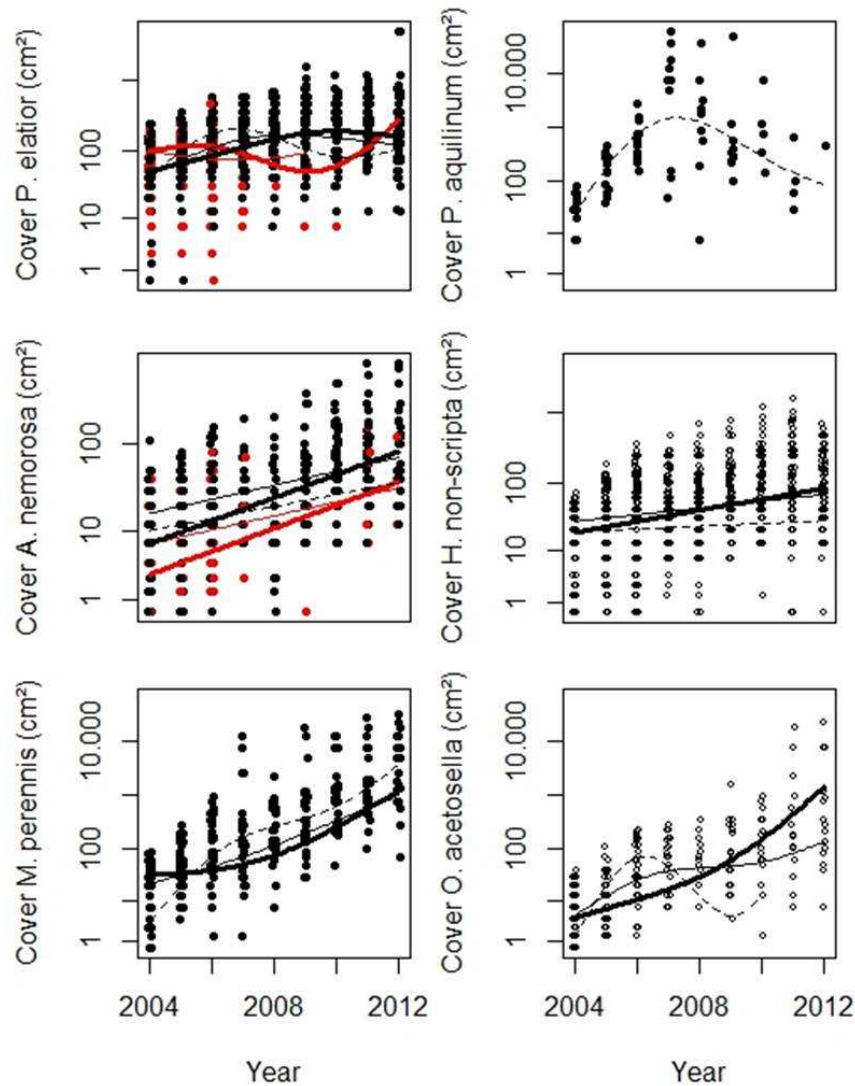 Cover P. elatior (cm²)
100
10
1
Cover P. aquilinum (cm²)
10.000
100
1
Cover A. nemorosa (cm²)
100
10
1
Cover H. non-scripta (cm²)
100
10
1
Cover M. perennis (cm²)
10.000
100
1
2004 2008 2012
Year
Cover O. acetosella (cm²)
10.000
100
1
2004 2008 2012
Year